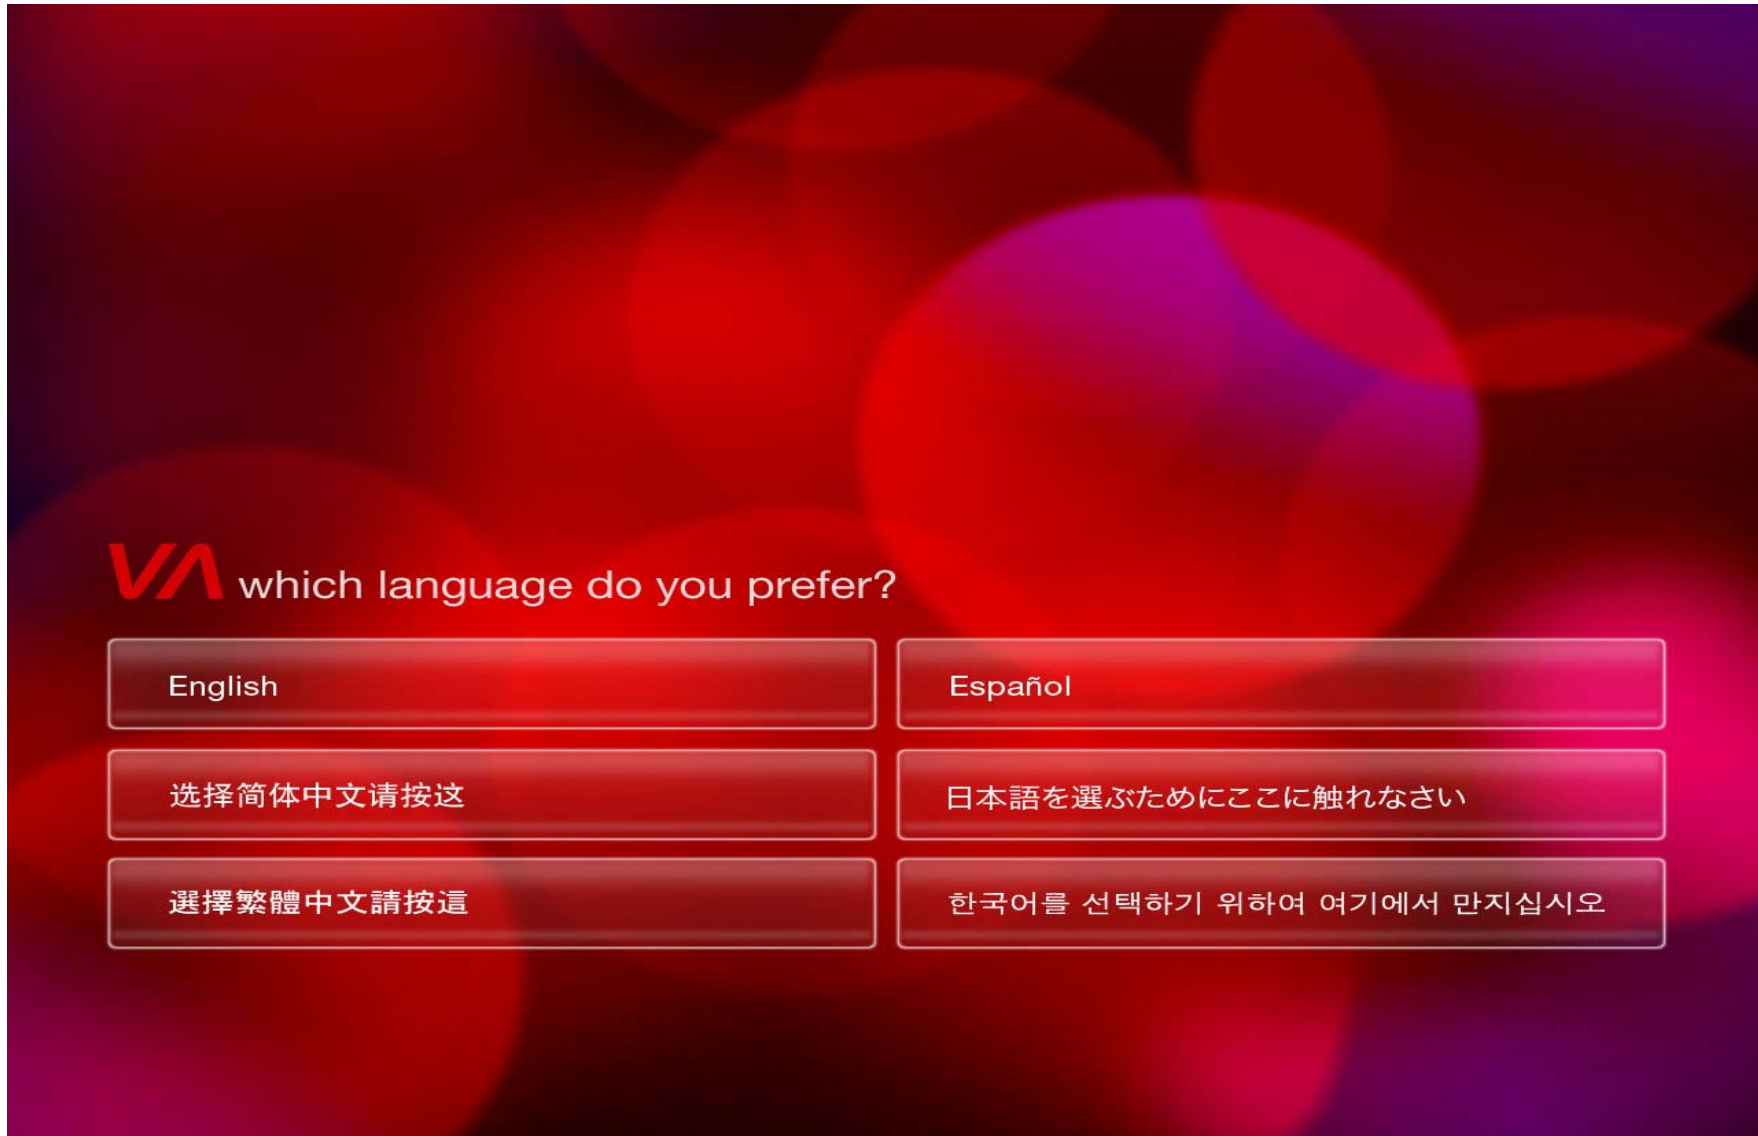 VA which language do you prefer?
English
Español
选择简体中文请按这
日本語を選ぶためにここに触れなさい
選擇繁體中文請按這
한국어를 선택하기 위하여 여기에서 만지십시오